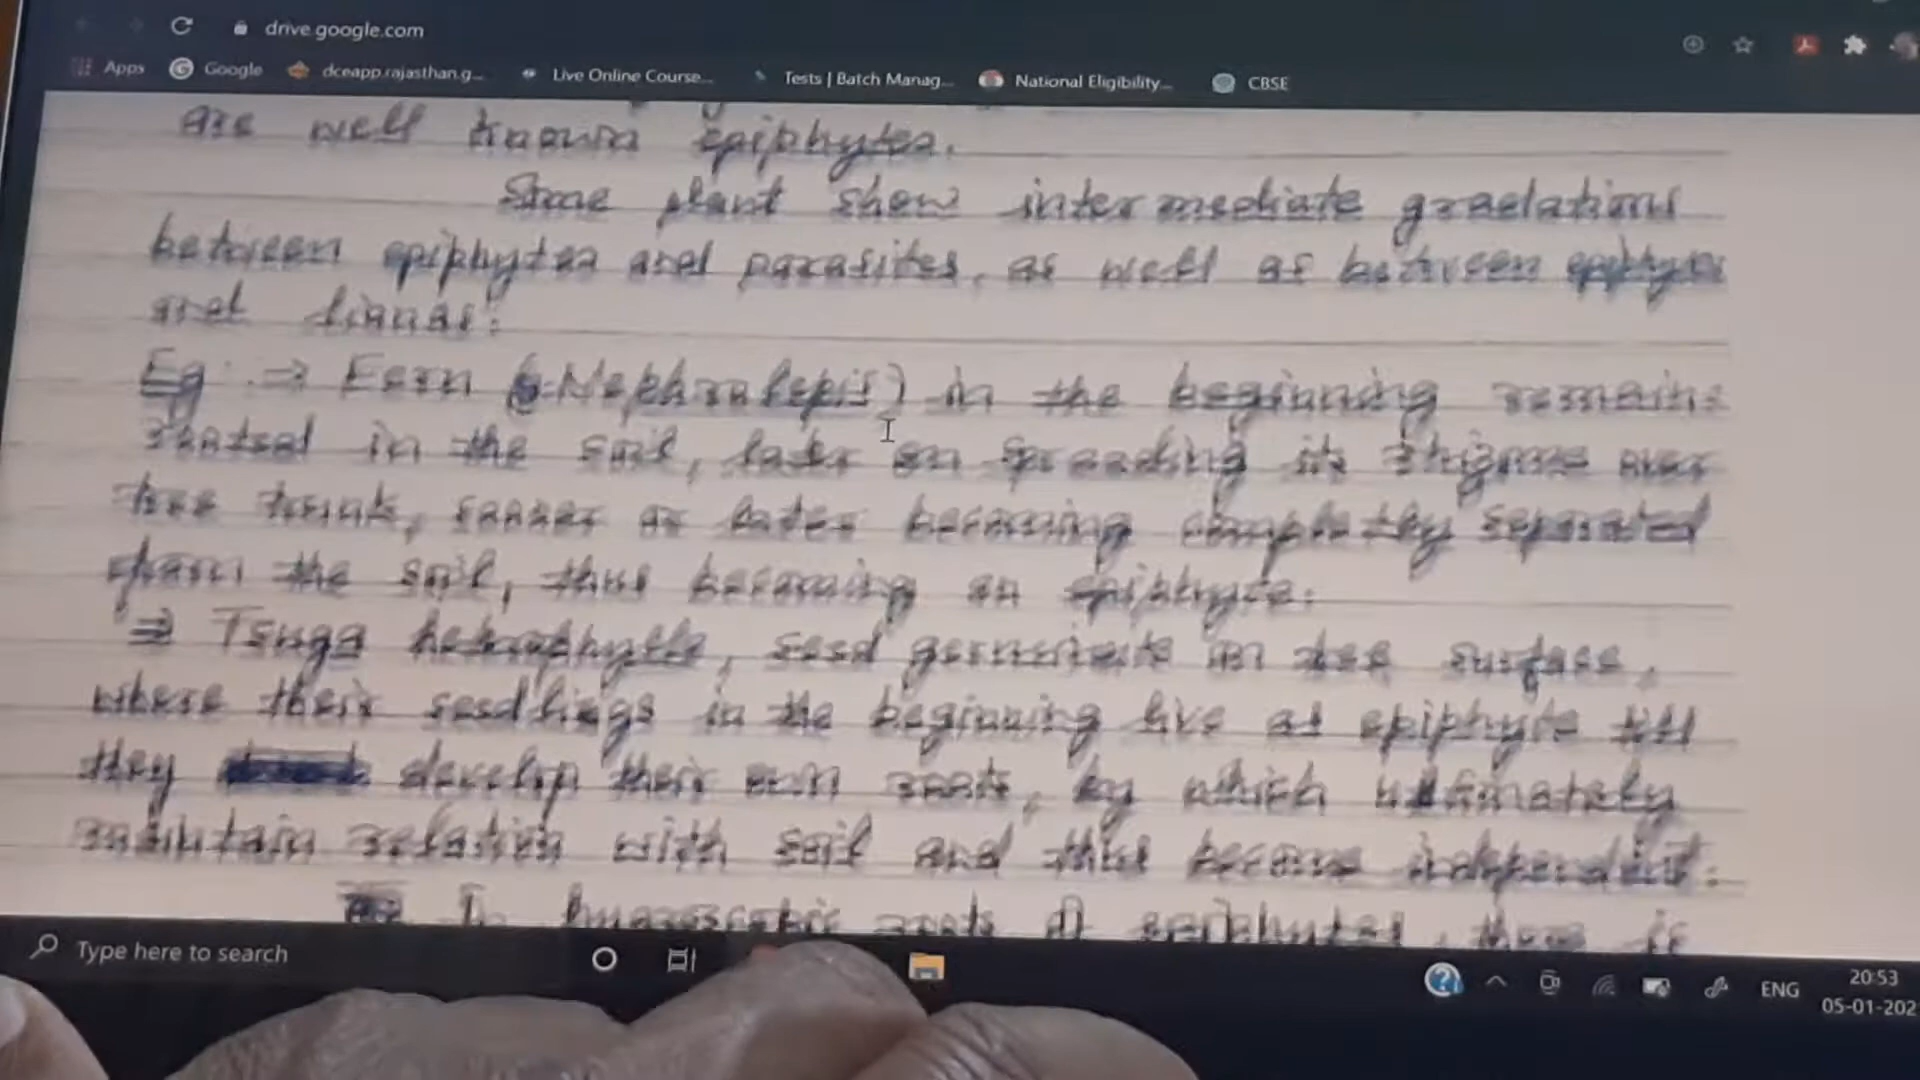 drive.google.com
Apps Google dceapp.rajasthan.g... Live Online Course... Tests | Batch Manag... National Eligibility... CBSE
are well known epiphytes.
Some plant show intermediate gradations
between epiphytes and parasites, as well as between epiphytes
and lianas:
Eg :→ Fern (Nephrolepis) in the beginning remains
rooted in the soil, later on spreading its rhizome over
tree trunk, sooner or later becoming completely separated
from the soil, thus becoming an epiphyte.
⇒ Tsuga heterophylla, seed germinate on tree surface,
where their seedlings in the beginning live as epiphyte till
they develop their own roots, by which ultimately
maintain relation with soil and thus become independent.
roots of epiphytes, there is
Type here to search
ENG
20:53
05-01-202